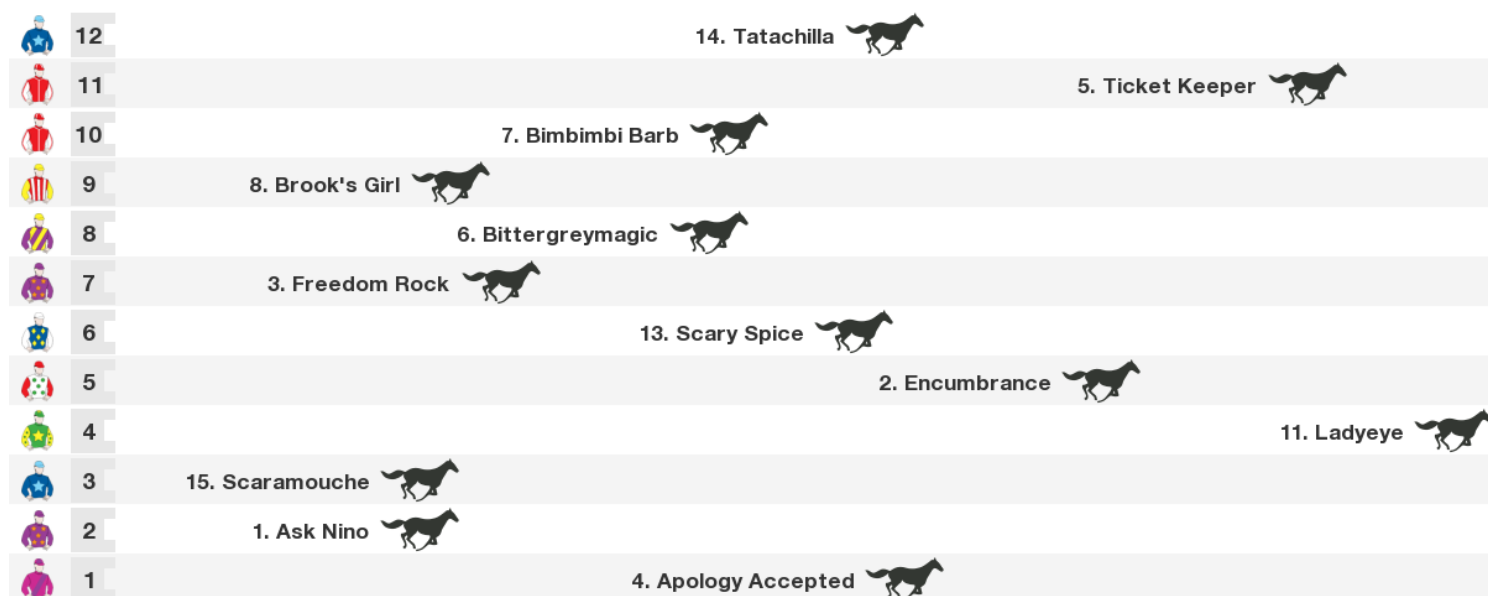 12 14. Tatachilla
11 5. Ticket Keeper
10 7. Bimbimbi Barb
9 8. Brook's Girl
8 6. Bittergreymagic
7 3. Freedom Rock
6 13. Scary Spice
5 2. Encumbrance
4 11. Ladyeye
3 15. Scaramouche
2 1. Ask Nino
1 4. Apology Accepted